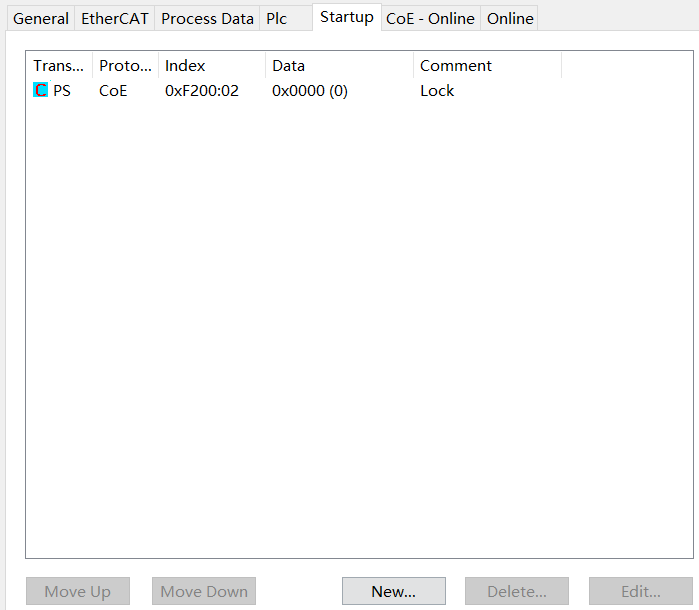 General EtherCAT Process Data Plc Startup CoE - Online Online
Trans... Proto... Index Data Comment
C PS CoE 0xF200:02 0x0000 (0) Lock
Move Up Move Down New... Delete... Edit...